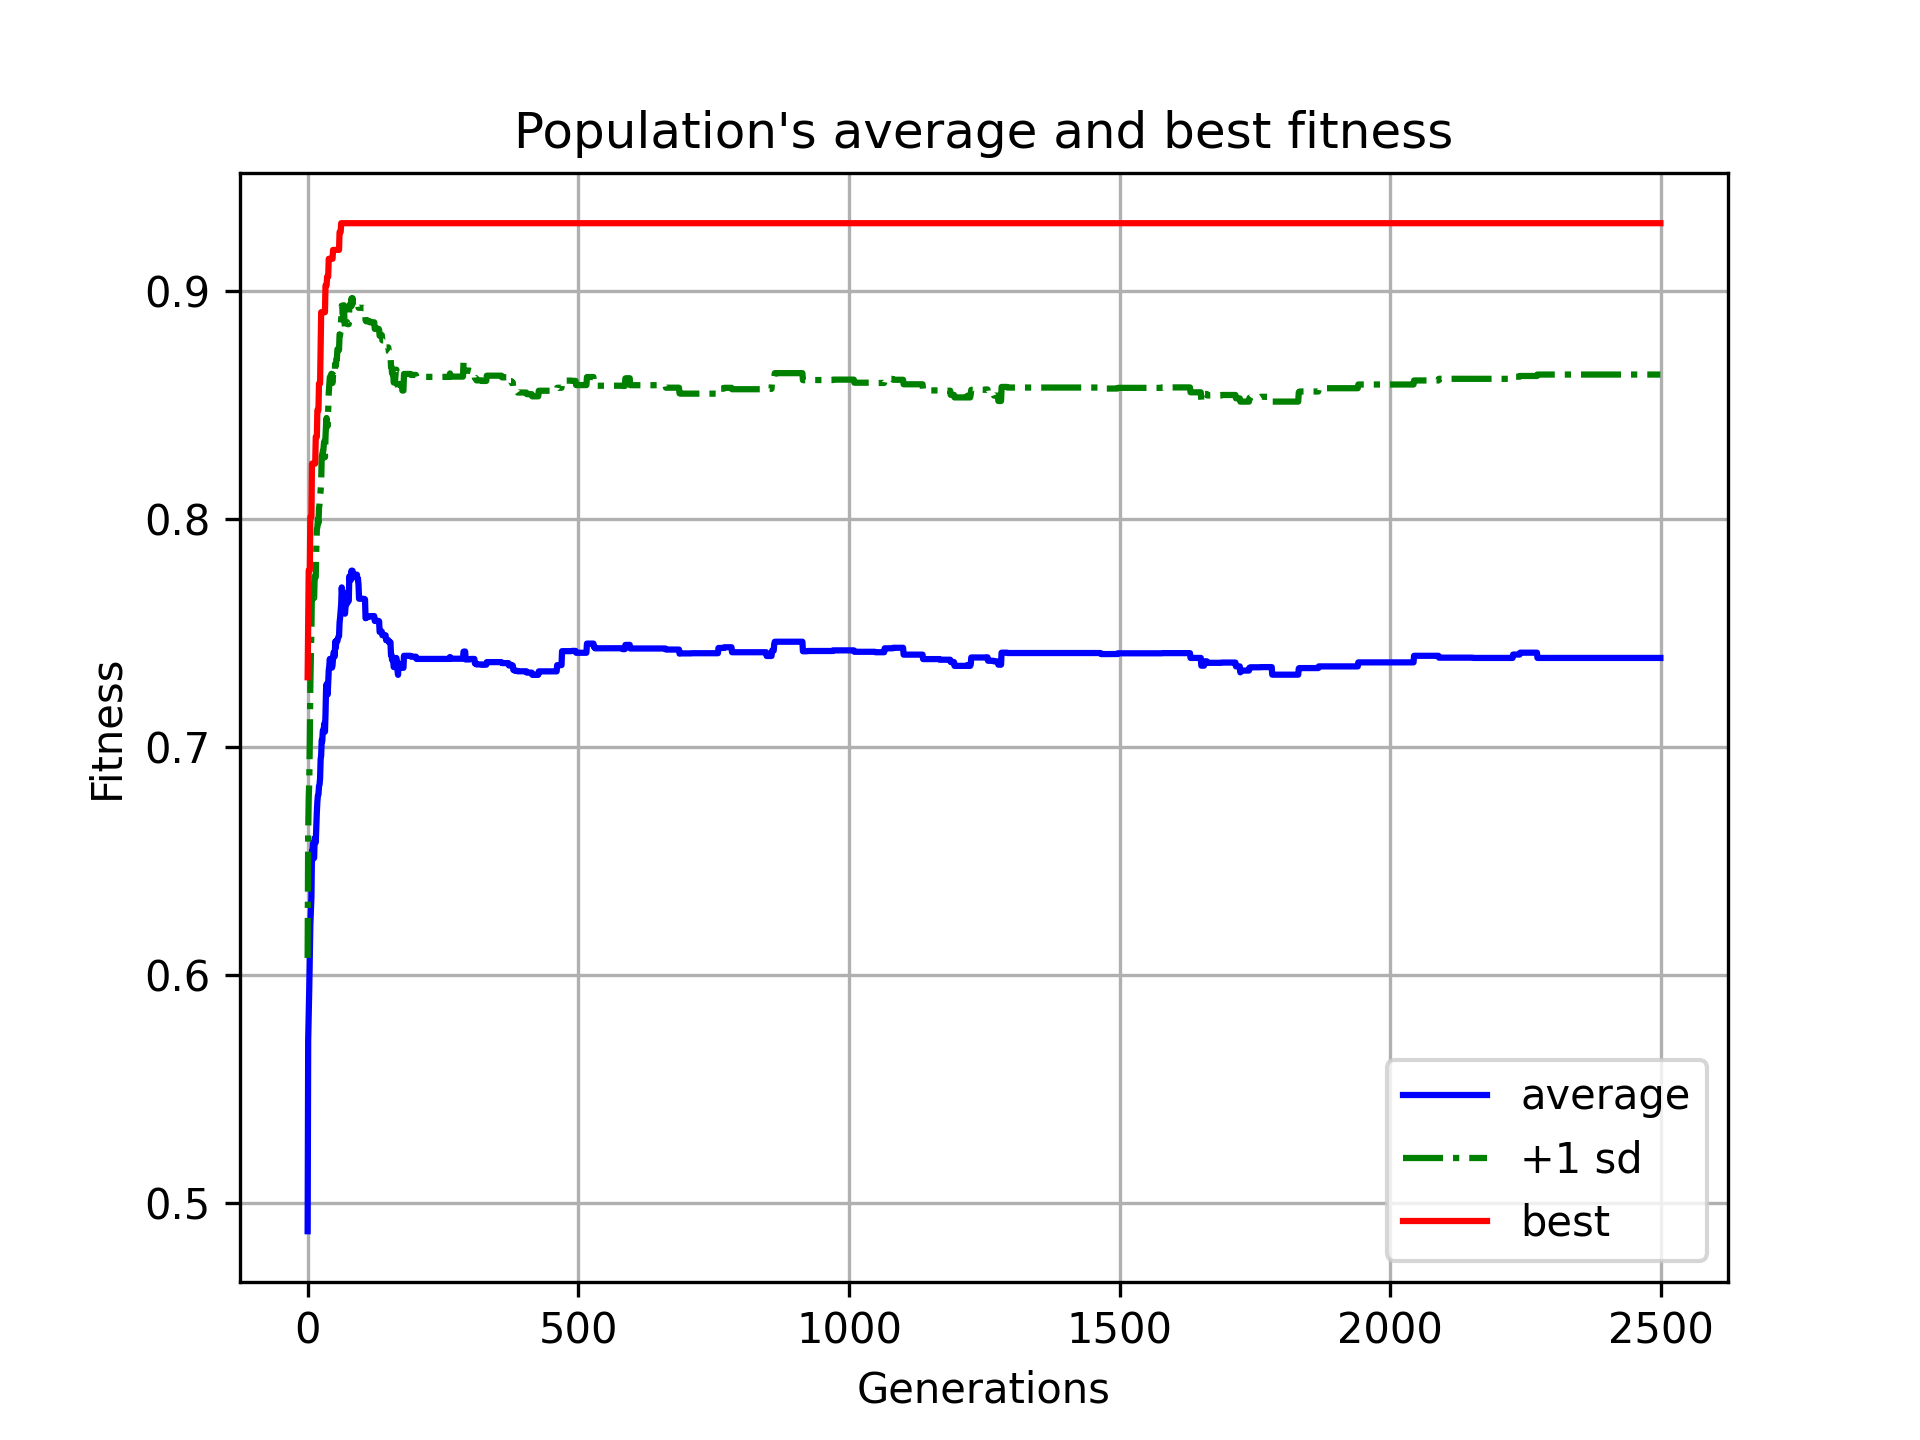 Population's average and best fitness
Fitness
0.9
0.8
0.7
0.6
0.5
0 500 1000 1500 2000 2500
Generations
average
+1 sd
best